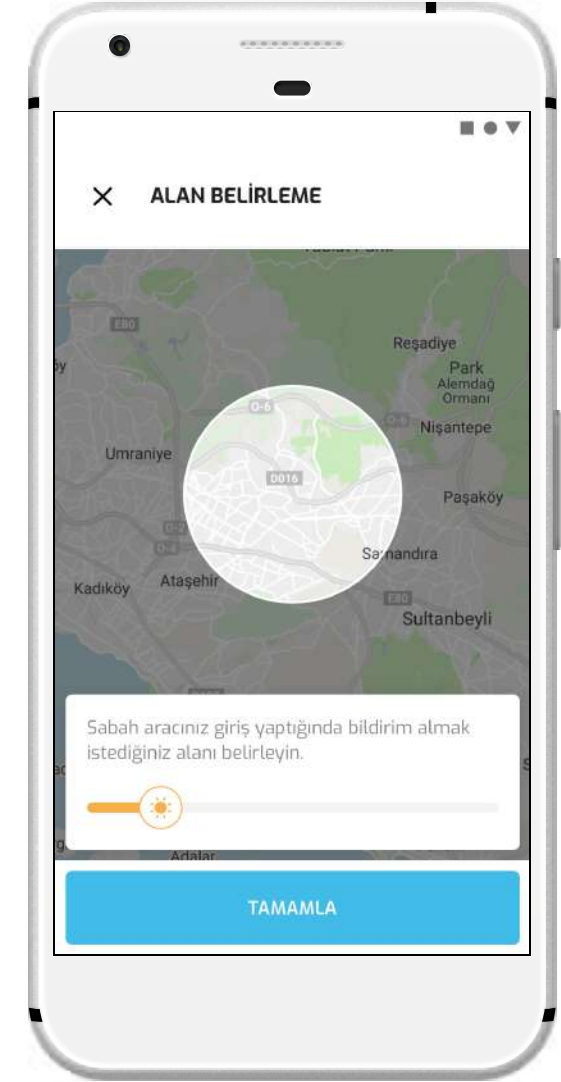 ALAN BELİRLEME
E80
Reşadiye
Park
Alemdağ
Ormanı
O-6
Nişantepe
Umraniye
D016
Paşaköy
O-2
O-4
Samandıra
Kadıköy
Ataşehir
E80
Sultanbeyli
Sabah aracınız giriş yaptığında bildirim almak
istediğiniz alanı belirleyin.
Adalar
TAMAMLA